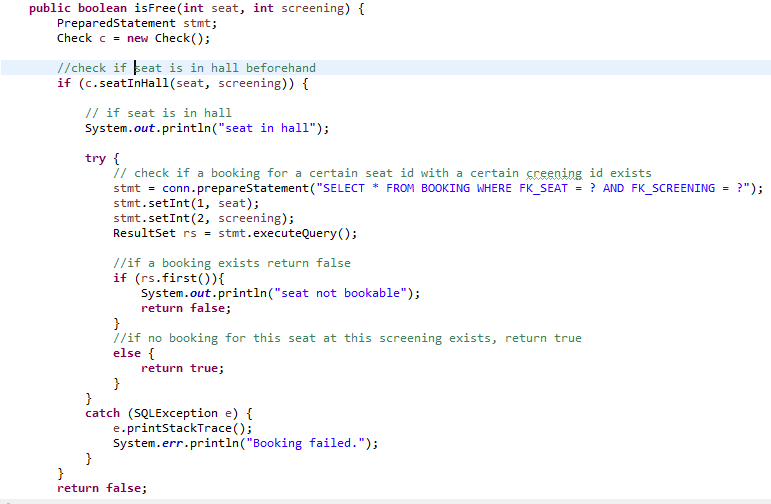 public boolean isFree(int seat, int screening) {
    PreparedStatement stmt;
    Check c = new Check();
    //check if seat is in hall beforehand
    if (c.seatInHall(seat, screening)) {
        // if seat is in hall
        System.out.println("seat in hall");
        try {
            // check if a booking for a certain seat id with a certain creening id exists
            stmt = conn.prepareStatement("SELECT * FROM BOOKING WHERE FK_SEAT = ? AND FK_SCREENING = ?");
            stmt.setInt(1, seat);
            stmt.setInt(2, screening);
            ResultSet rs = stmt.executeQuery();
            //if a booking exists return false
            if (rs.first()){
                System.out.println("seat not bookable");
                return false;
            }
            //if no booking for this seat at this screening exists, return true
            else {
                return true;
            }
        }
        catch (SQLException e) {
            e.printStackTrace();
            System.err.println("Booking failed.");
        }
    }
    return false;